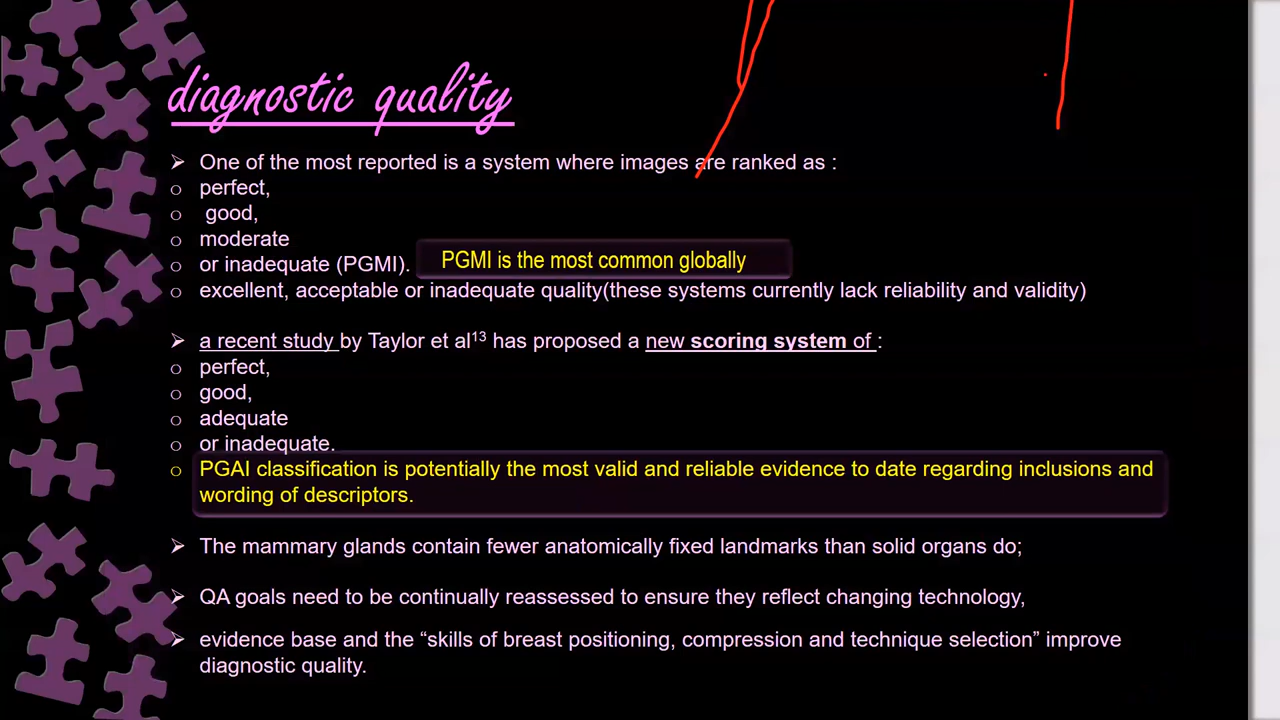 diagnostic quality
➢ One of the most reported is a system where images are ranked as :
o perfect,
o good,
o moderate
o or inadequate (PGMI). PGMI is the most common globally
o excellent, acceptable or inadequate quality(these systems currently lack reliability and validity)
➢ a recent study by Taylor et al¹³ has proposed a new scoring system of :
o perfect,
o good,
o adequate
o or inadequate.
o PGAI classification is potentially the most valid and reliable evidence to date regarding inclusions and
wording of descriptors.
➢ The mammary glands contain fewer anatomically fixed landmarks than solid organs do;
➢ QA goals need to be continually reassessed to ensure they reflect changing technology,
➢ evidence base and the “skills of breast positioning, compression and technique selection” improve
diagnostic quality.